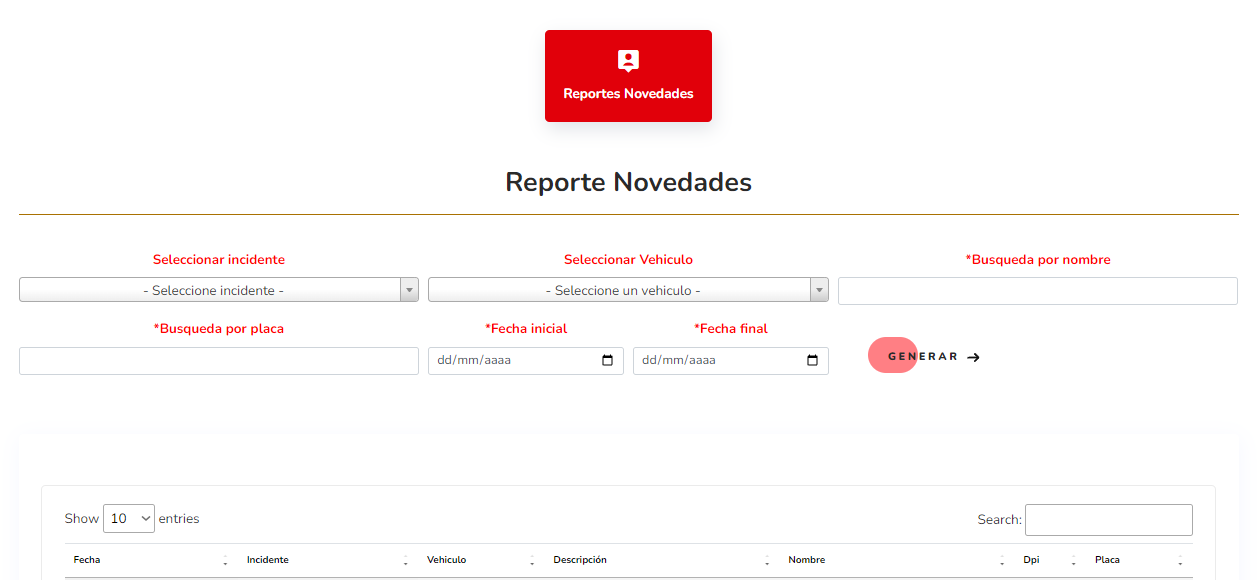 Reportes Novedades
Reporte Novedades
Seleccionar incidente Seleccionar Vehiculo *Busqueda por nombre
- Seleccione incidente - - Seleccione un vehiculo -
*Busqueda por placa *Fecha inicial *Fecha final
dd/mm/aaaa dd/mm/aaaa GENERAR →
Show 10 entries Search:
Fecha Incidente Vehiculo Descripción Nombre Dpi Placa